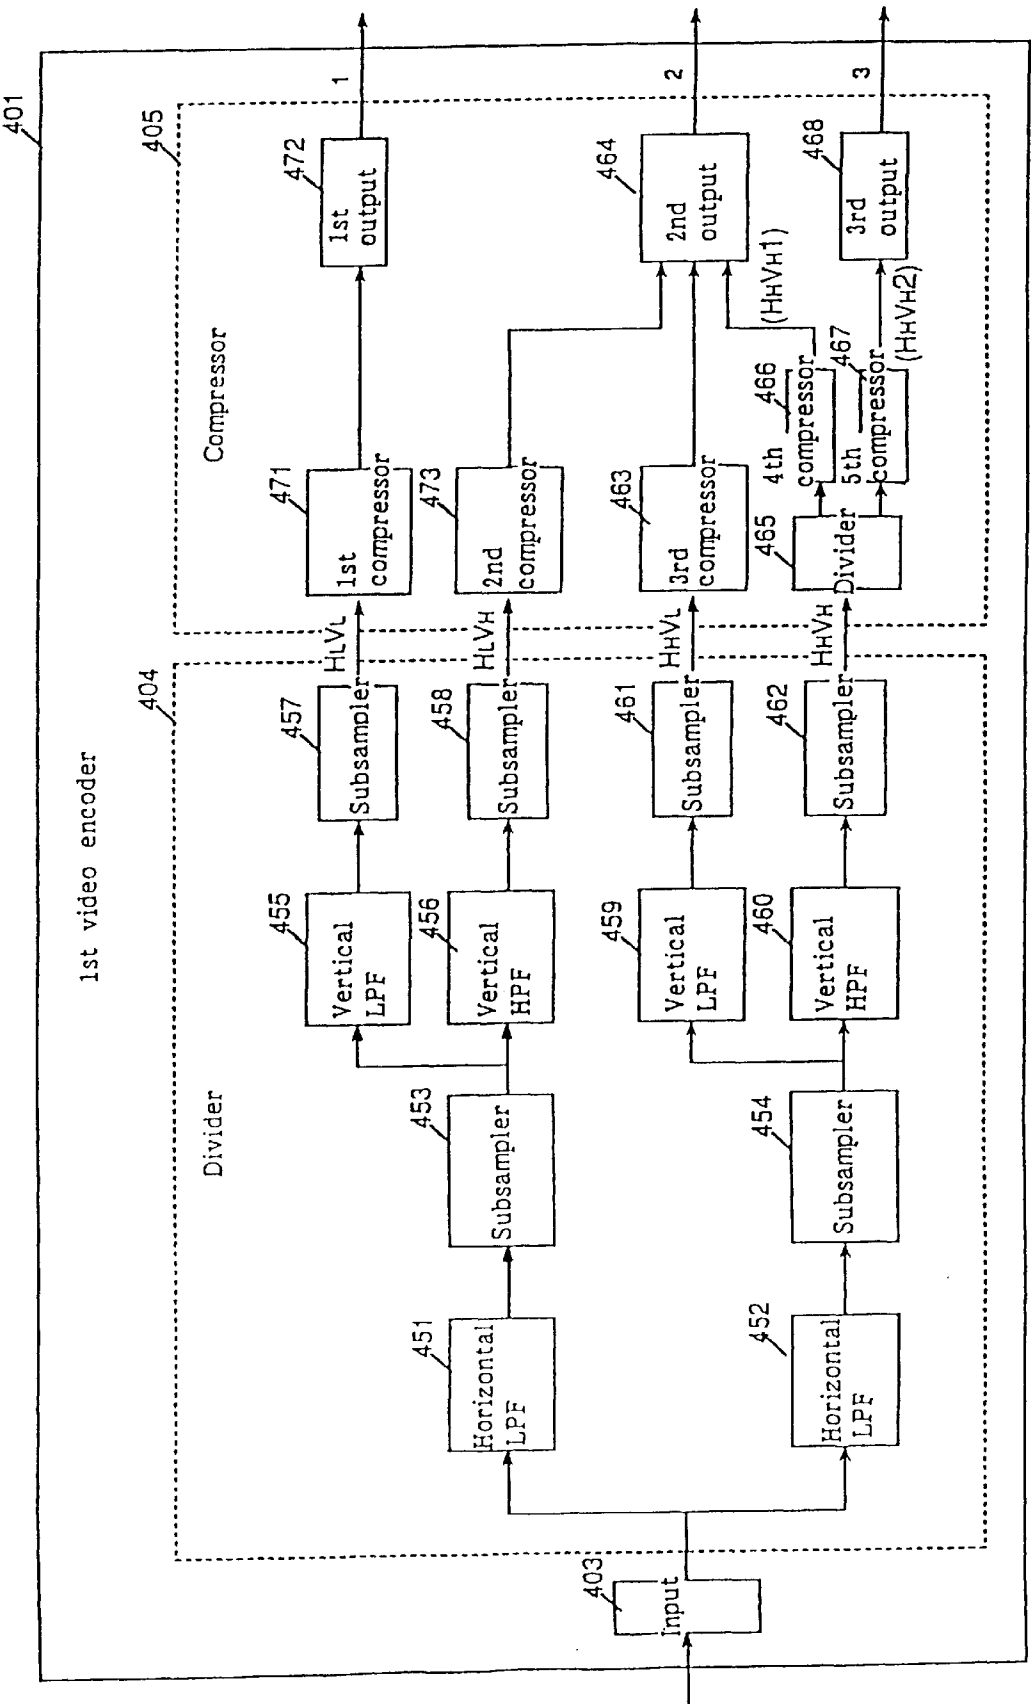 401
1st video encoder
404
405
Divider
Compressor
403
Input
451
Horizontal
LPF
452
Horizontal
LPF
453
Subsampler
454
Subsampler
455
Vertical
LPF
456
Vertical
HPF
459
Vertical
LPF
460
Vertical
HPF
457
Subsampler
458
Subsampler
461
Subsampler
462
Subsampler
HLVL
HLVH
HHVL
HHVH
471
1st
compressor
473
2nd
compressor
463
3rd
compressor
465
Divider
466
4th
compressor
467
5th
compressor
(HHVH1)
(HHVH2)
472
1st
output
464
2nd
output
468
3rd
output
1
2
3